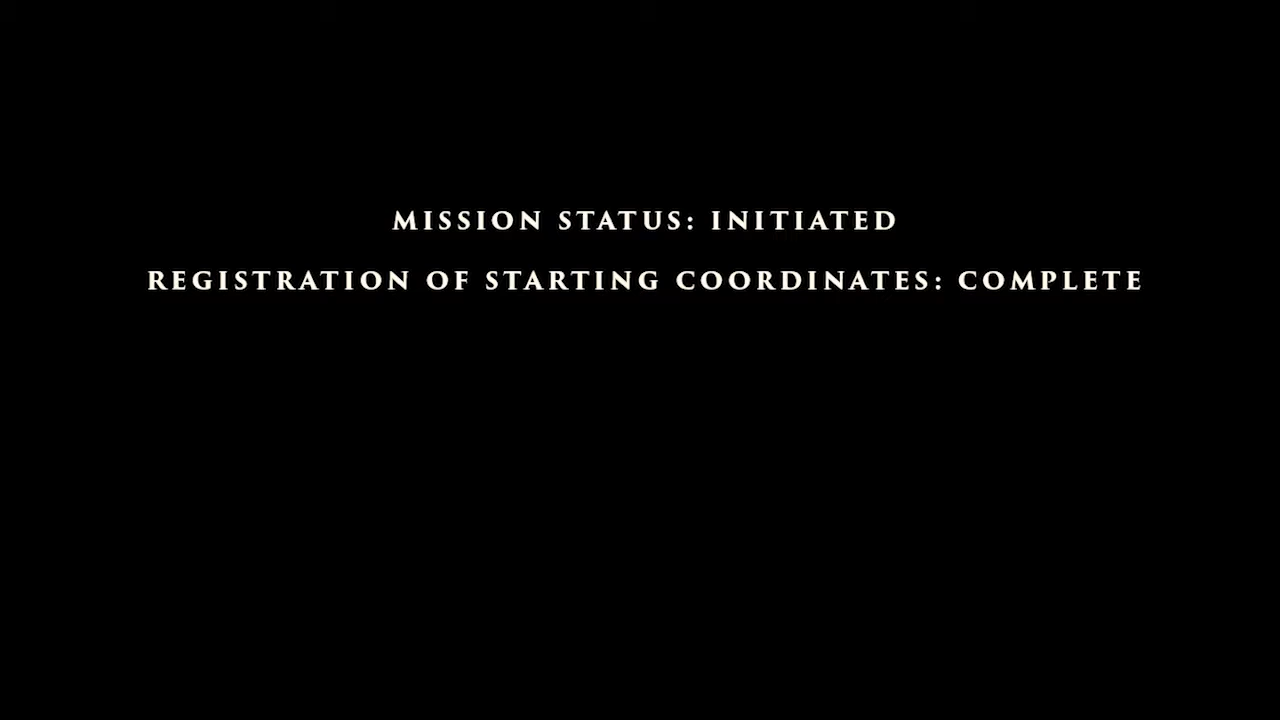 MISSION STATUS: INITIATED
REGISTRATION OF STARTING COORDINATES: COMPLETE